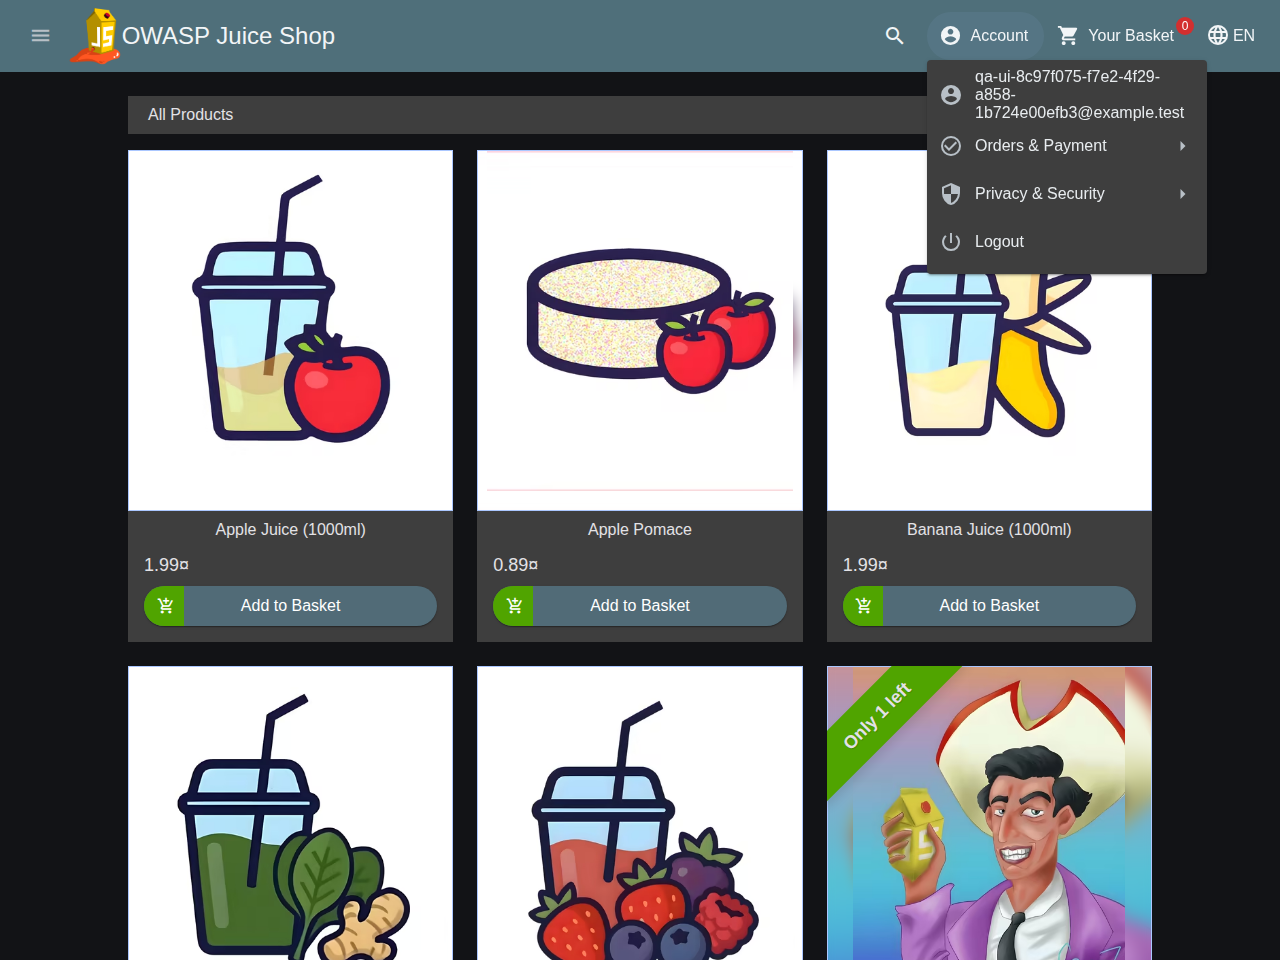 OWASP Juice Shop
Account
Your Basket
0
EN
qa-ui-8c97f075-f7e2-4f29-
a858-
1b724e00efb3@example.test
Orders & Payment
Privacy & Security
Logout
All Products
Apple Juice (1000ml)
1.99¤
Add to Basket
Apple Pomace
0.89¤
Add to Basket
Banana Juice (1000ml)
1.99¤
Add to Basket
Only 1 left